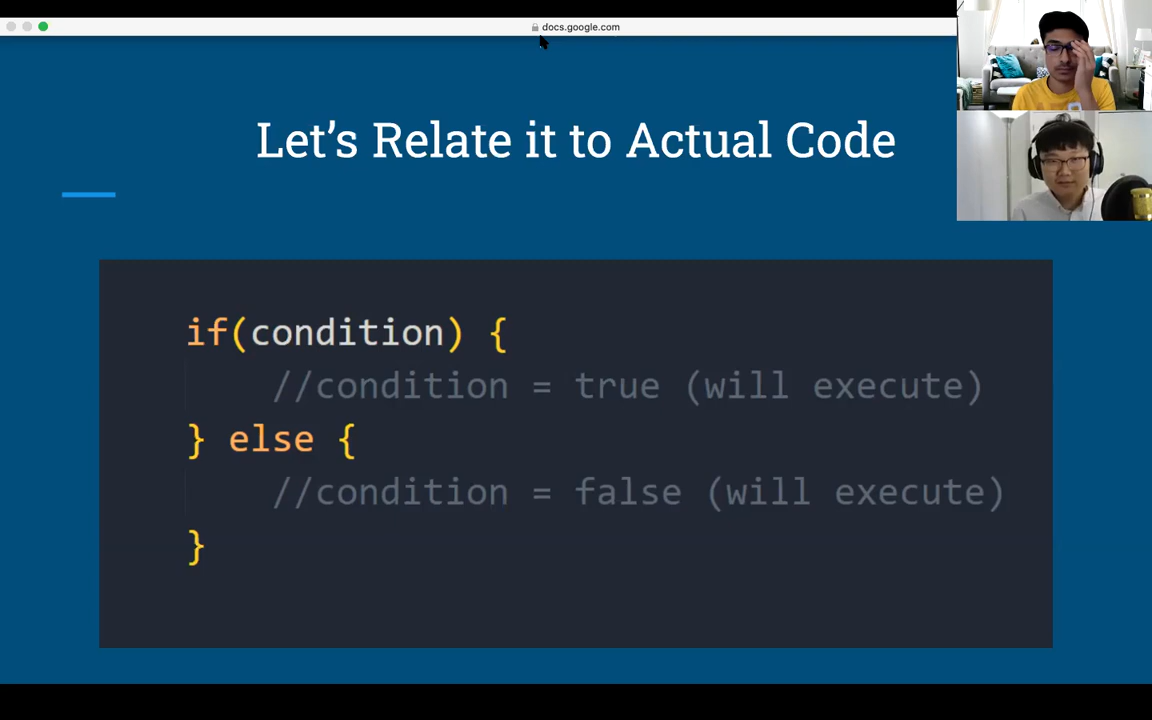 docs.google.com
Let's Relate it to Actual Code
if(condition) {
//condition = true (will execute)
} else {
//condition = false (will execute)
}